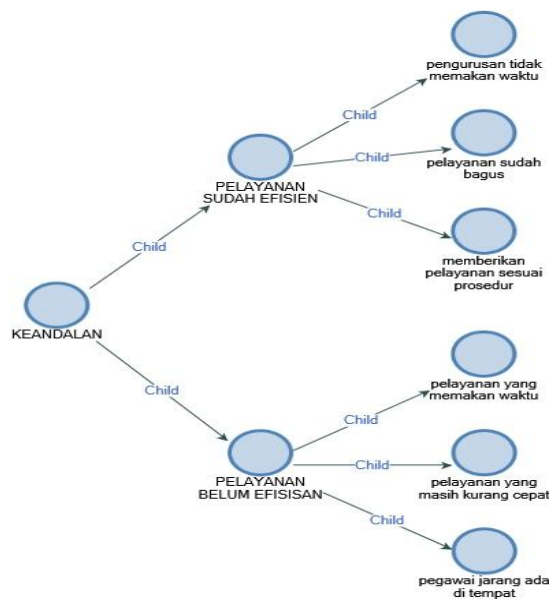 pengurusan tidak
memakan waktu
Child
Child
pelayanan sudah
bagus
PELAYANAN
SUDAH EFISIEN
Child
Child
memberikan
pelayanan sesuai
prosedur
KEANDALAN
Child
pelayanan yang
memakan waktu
Child
PELAYANAN
BELUM EFISISAN
Child
pelayanan yang
masih kurang cepat
Child
pegawai jarang ada
di tempat